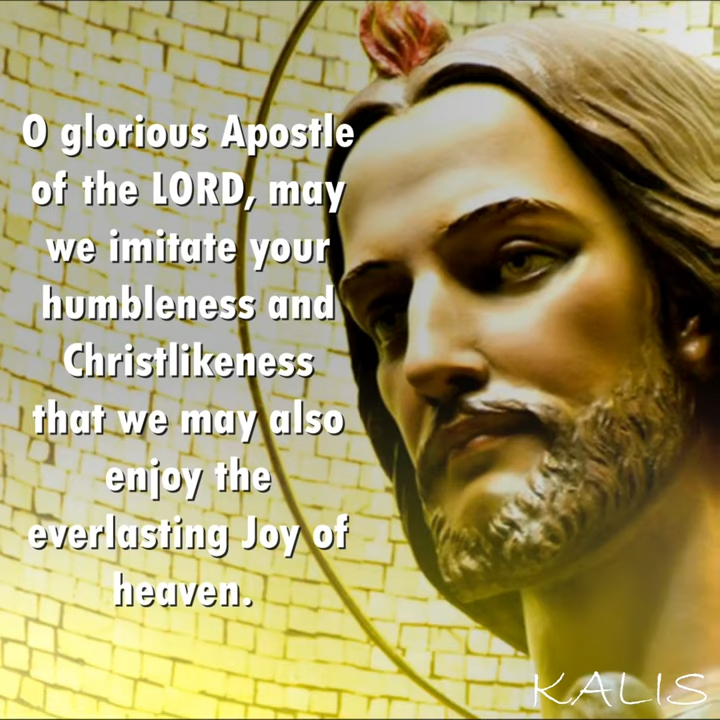 O glorious Apostle
of the LORD, may
we imitate your
humbleness and
Christlikeness
that we may also
enjoy the
everlasting Joy of
heaven.
KALIS